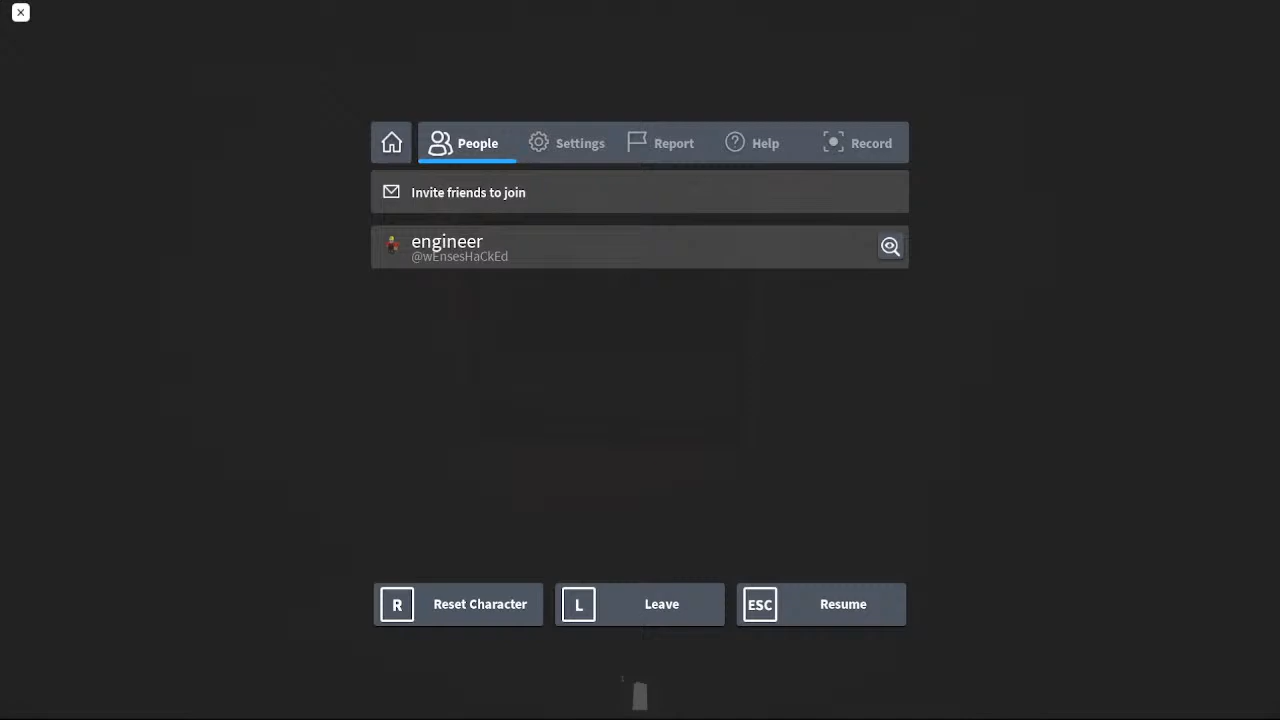 People
Settings
Report
Help
Record
Invite friends to join
engineer
@wEnsesHaCkEd
R
Reset Character
L
Leave
ESC
Resume